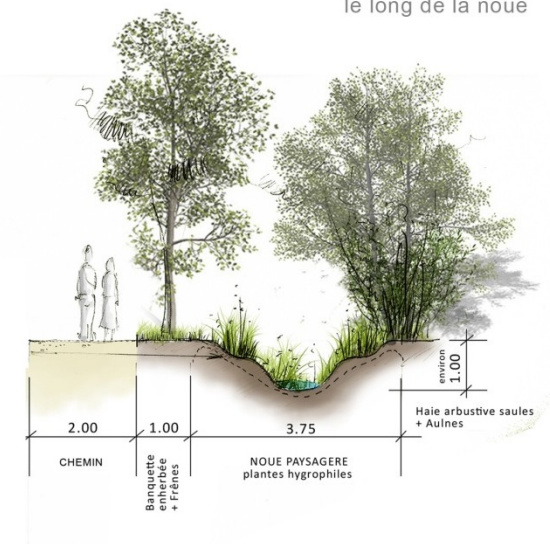 le long de la noue
environ
1.00
Haie arbustive saules
+ Aulnes
2.00
1.00
3.75
CHEMIN
Banquette
enherbée
+ Frênes
NOUE PAYSAGERE
plantes hygrophiles